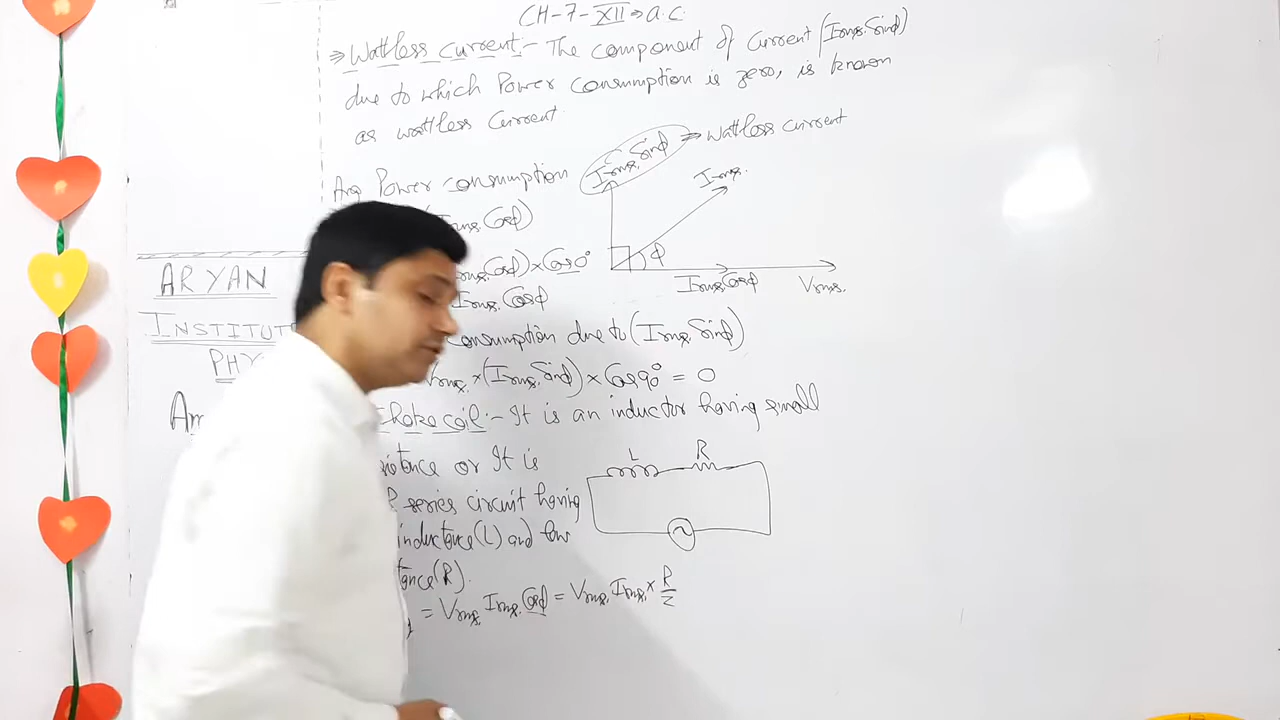 CH-7-XII⇒a.c.
⇒ Wattless current:- The component of current (Irms. Sinϕ)
due to which Power consumption is zero, is known
as wattless current.
Irms. Sinϕ ⇒ wattless current
Irms.
Avg Power consumption
Irms. Cosϕ)
ϕ
Irms. Cosϕ) × Cos0°
Irms Cosϕ
Vrms.
Irms. Cosϕ
ARYAN
INSTITUT
PHY
consumption due to (Irms. Sinϕ)
Vrms. × (Irms. Sinϕ) × Cos90° = 0
Choke coil:- It is an inductor having small
or It is
L
R
series circuit having
inductance (L) and low
tance (R).
= Vrms. Irms. Cosϕ = Vrms. Irms. × R/Z